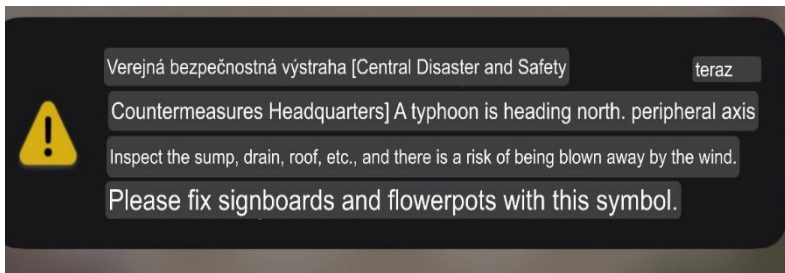 Verejná bezpečnostná výstraha [Central Disaster and Safety teraz
Countermeasures Headquarters] A typhoon is heading north. peripheral axis
Inspect the sump, drain, roof, etc., and there is a risk of being blown away by the wind.
Please fix signboards and flowerpots with this symbol.